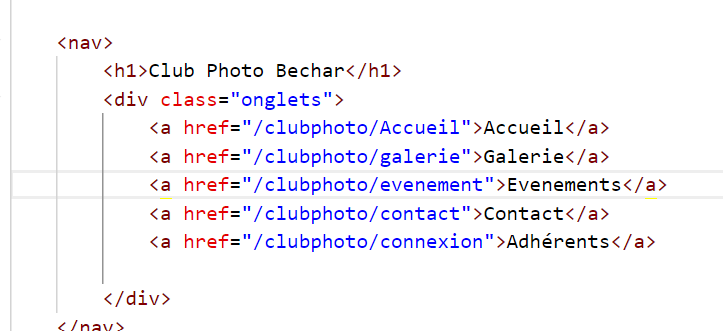 <nav>
<h1>Club Photo Bechar</h1>
<div class="onglets">
<a href="/clubphoto/Accueil">Accueil</a>
<a href="/clubphoto/galerie">Galerie</a>
<a href="/clubphoto/evenement">Evenements</a>
<a href="/clubphoto/contact">Contact</a>
<a href="/clubphoto/connexion">Adhérents</a>
</div>
</nav>